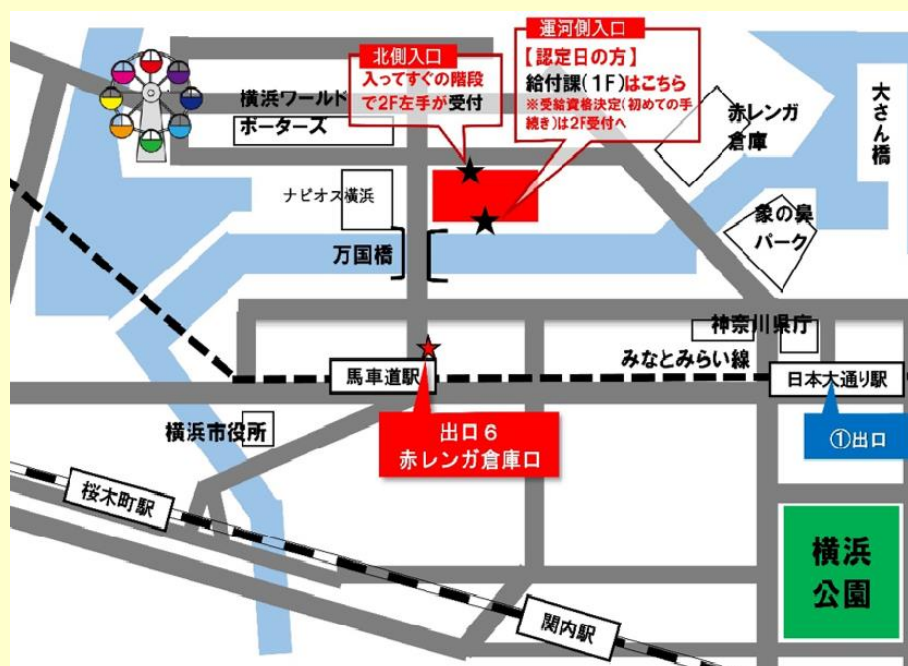 北側入口
入ってすぐの階段
で2F左手が受付
運河側入口
【認定日の方】
給付課(1F)はこちら
※受給資格決定(初めての手
続き)は2F受付へ
横浜ワールド
ポーターズ
赤レンガ
倉庫
大さん橋
ナビオス横浜
象の鼻
パーク
万国橋
神奈川県庁
みなとみらい線
馬車道駅
日本大通り駅
出口6
赤レンガ倉庫口
①出口
横浜市役所
桜木町駅
横浜
公園
関内駅